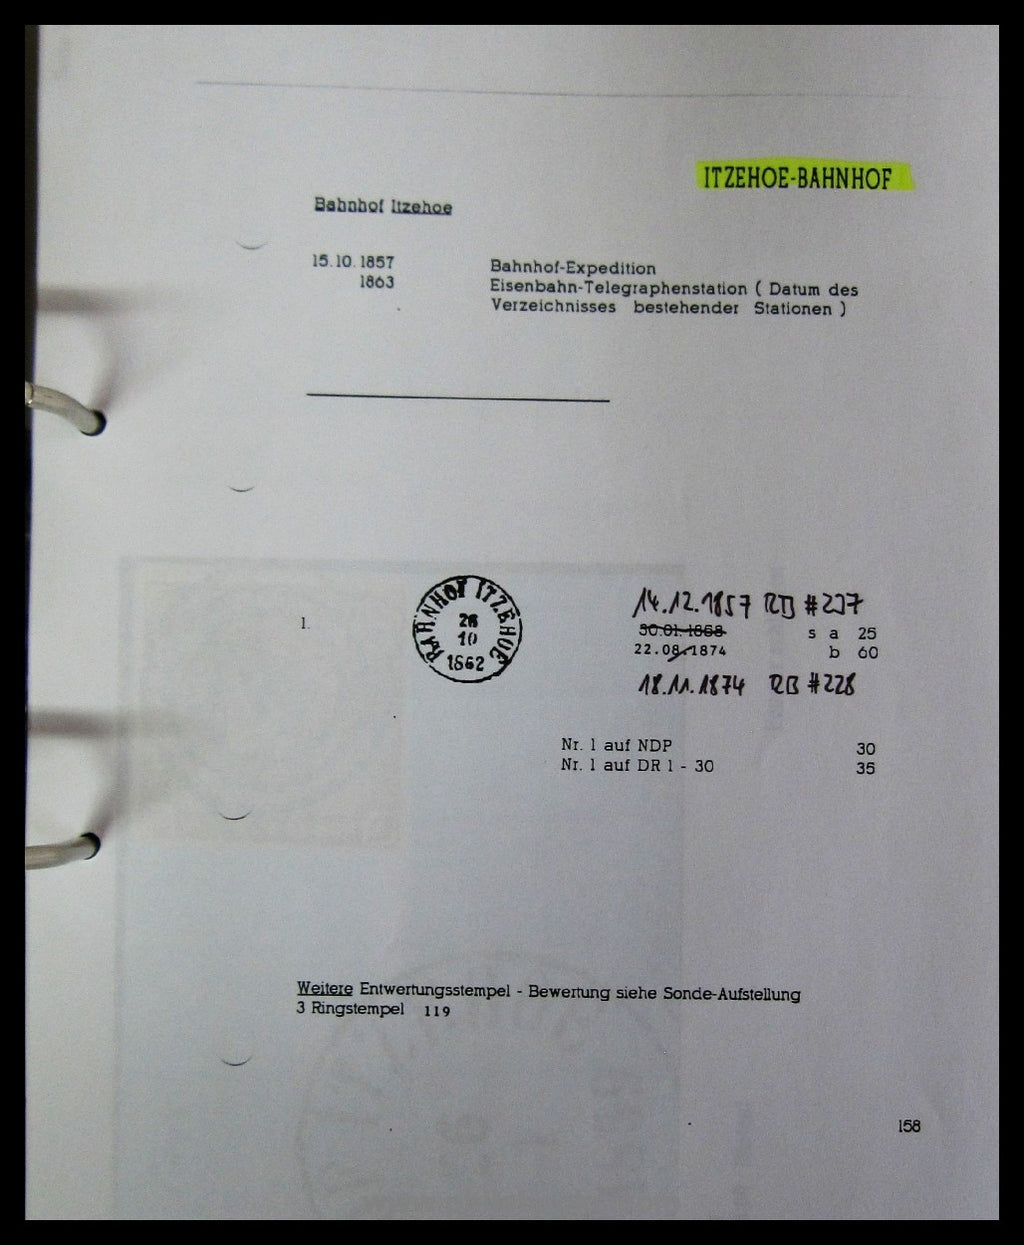 ITZEHOE-BAHNHOF
Bahnhof Itzehoe
15.10.1857 Bahnhof-Expedition
1863 Eisenbahn-Telegraphenstation ( Datum des
Verzeichnisses bestehender Stationen )
1.
BAHNHOF ITZEHOE
26
10
1862
14.12.1857 RB #237
30.01.1868 s a 25
22.08.1874 b 60
18.11.1874 RB #228
Nr. 1 auf NDP 30
Nr. 1 auf DR 1 - 30 35
Weitere Entwertungsstempel - Bewertung siehe Sonde-Aufstellung
3 Ringstempel 119
158